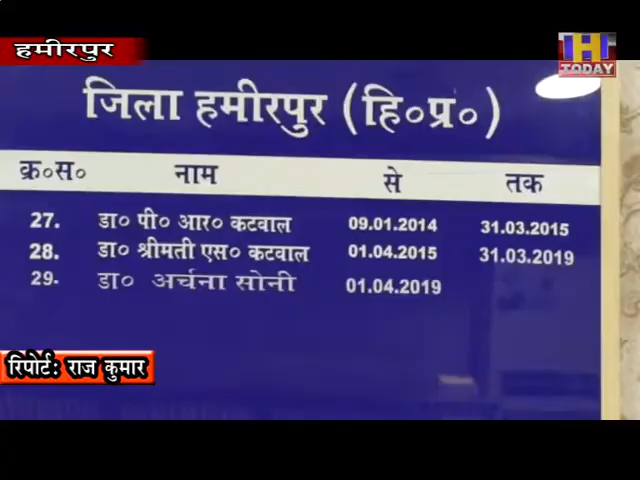 हमीरपुर
IHI
TODAY
जिला हमीरपुर (हि०प्र०)
क्र०स० नाम से तक
27. डा० पी० आर० कटवाल 09.01.2014 31.03.2015
28. डा० श्रीमती एस० कटवाल 01.04.2015 31.03.2019
29. डा० अर्चना सोनी 01.04.2019
रिपोर्ट: राज कुमार